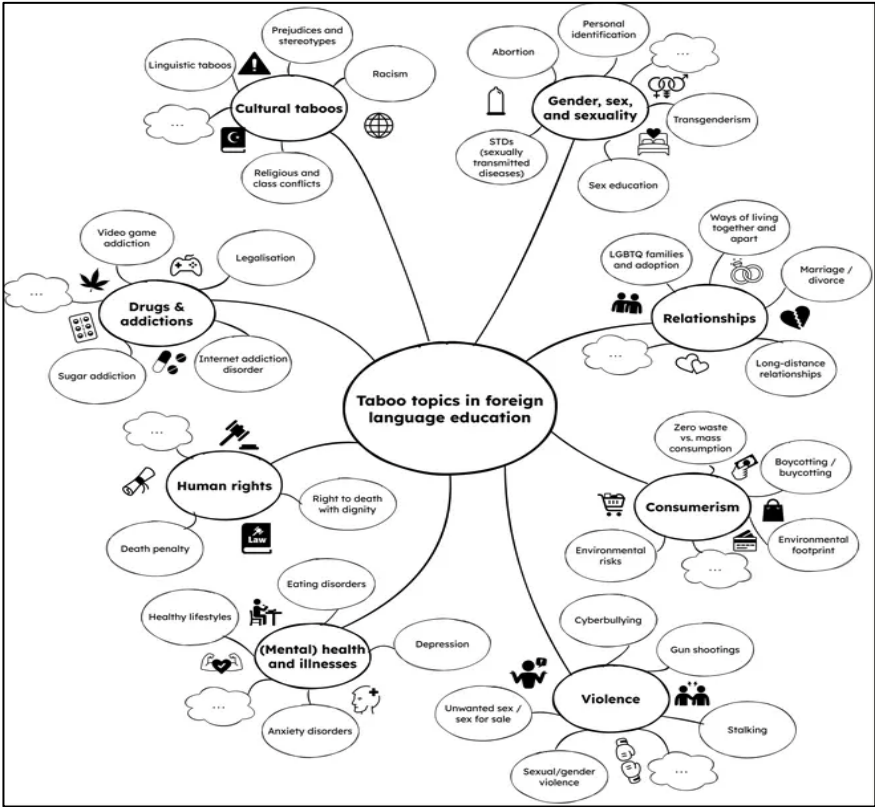 Prejudices and
stereotypes
Linguistic taboos
Racism
Cultural taboos
...
Religious and
class conflicts
Personal
identification
Abortion
...
Gender, sex,
and sexuality
Transgenderism
STDs
(sexually
transmitted
diseases)
Sex education
Video game
addiction
Legalisation
...
Drugs &
addictions
Sugar addiction
Internet addiction
disorder
Ways of living
together and
apart
LGBTQ families
and adoption
Marriage /
divorce
Relationships
...
Long-distance
relationships
Taboo topics in foreign
language education
...
Human rights
Right to death
with dignity
Death penalty
Law
Zero waste
vs. mass
consumption
Boycotting /
buycotting
Consumerism
Environmental
risks
Environmental
footprint
...
Eating disorders
Healthy lifestyles
(Mental) health
and illnesses
Depression
...
Anxiety disorders
Cyberbullying
Gun shootings
?
Violence
Unwanted sex /
sex for sale
Stalking
Sexual/gender
violence
...